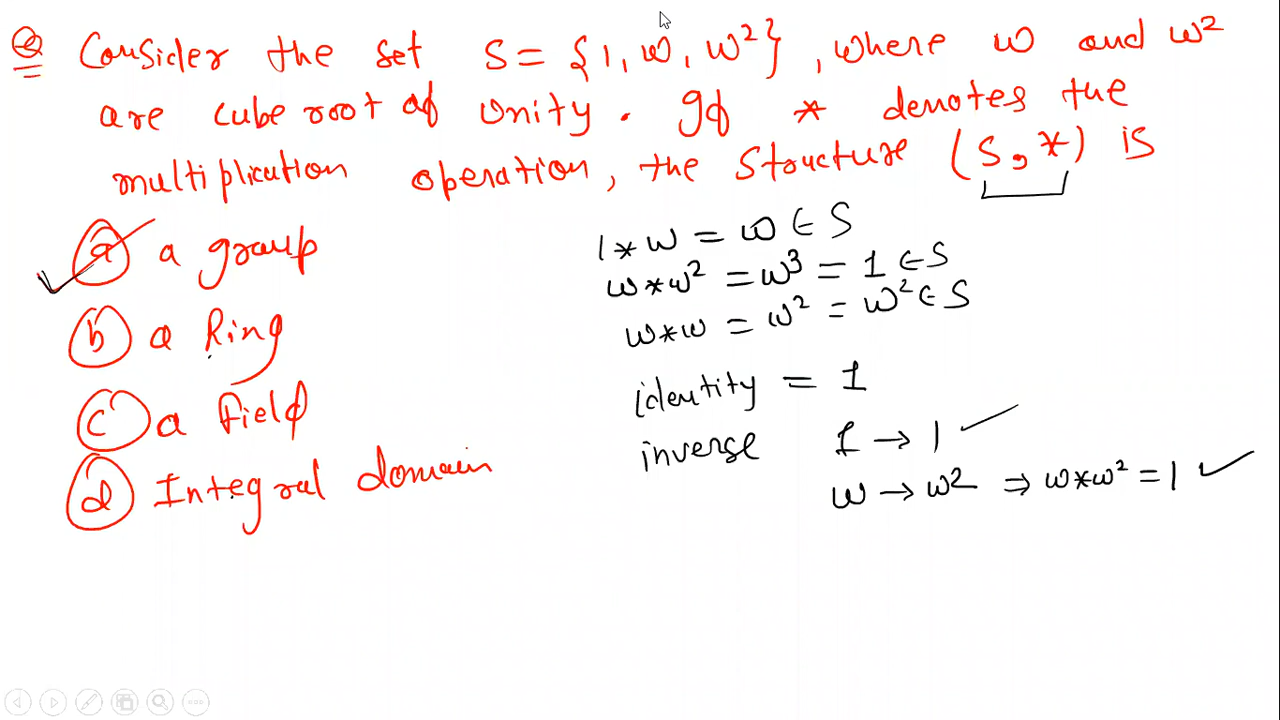 Q Consider the set S = {1, ω, ω²}, where ω and ω²
are cube root of Unity. If * denotes the
multiplication operation, the Structure (S, *) is
a a group
b a Ring
c a field
d Integral domain
1 * ω = ω ∈ S
ω * ω² = ω³ = 1 ∈ S
ω * ω = ω² = ω² ∈ S
identity = 1
inverse 1 → 1 ✓
ω → ω² ⇒ ω * ω² = 1 ✓